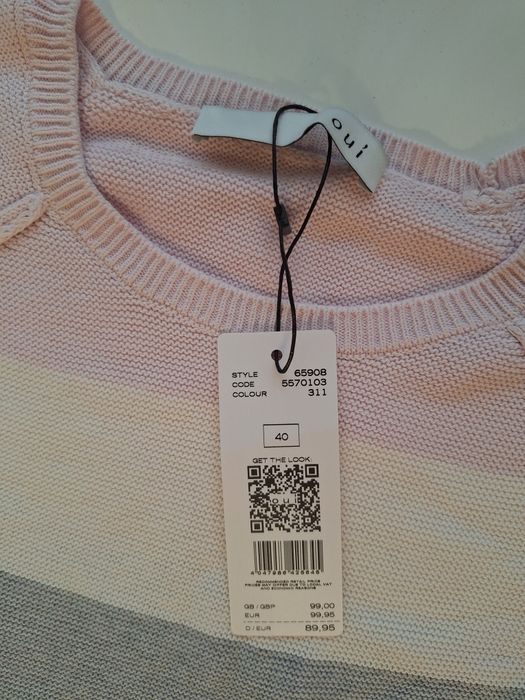 oui
STYLE 65908
CODE 5570103
COLOUR 311
40
GET THE LOOK:
oui
RECOMMENDED RETAIL PRICE
PRICES MAY DIFFER DUE TO LOCAL VAT
AND ECONOMIC REASONS
GB / GBP 99,00
EUR 99,95
D / EUR 89,95